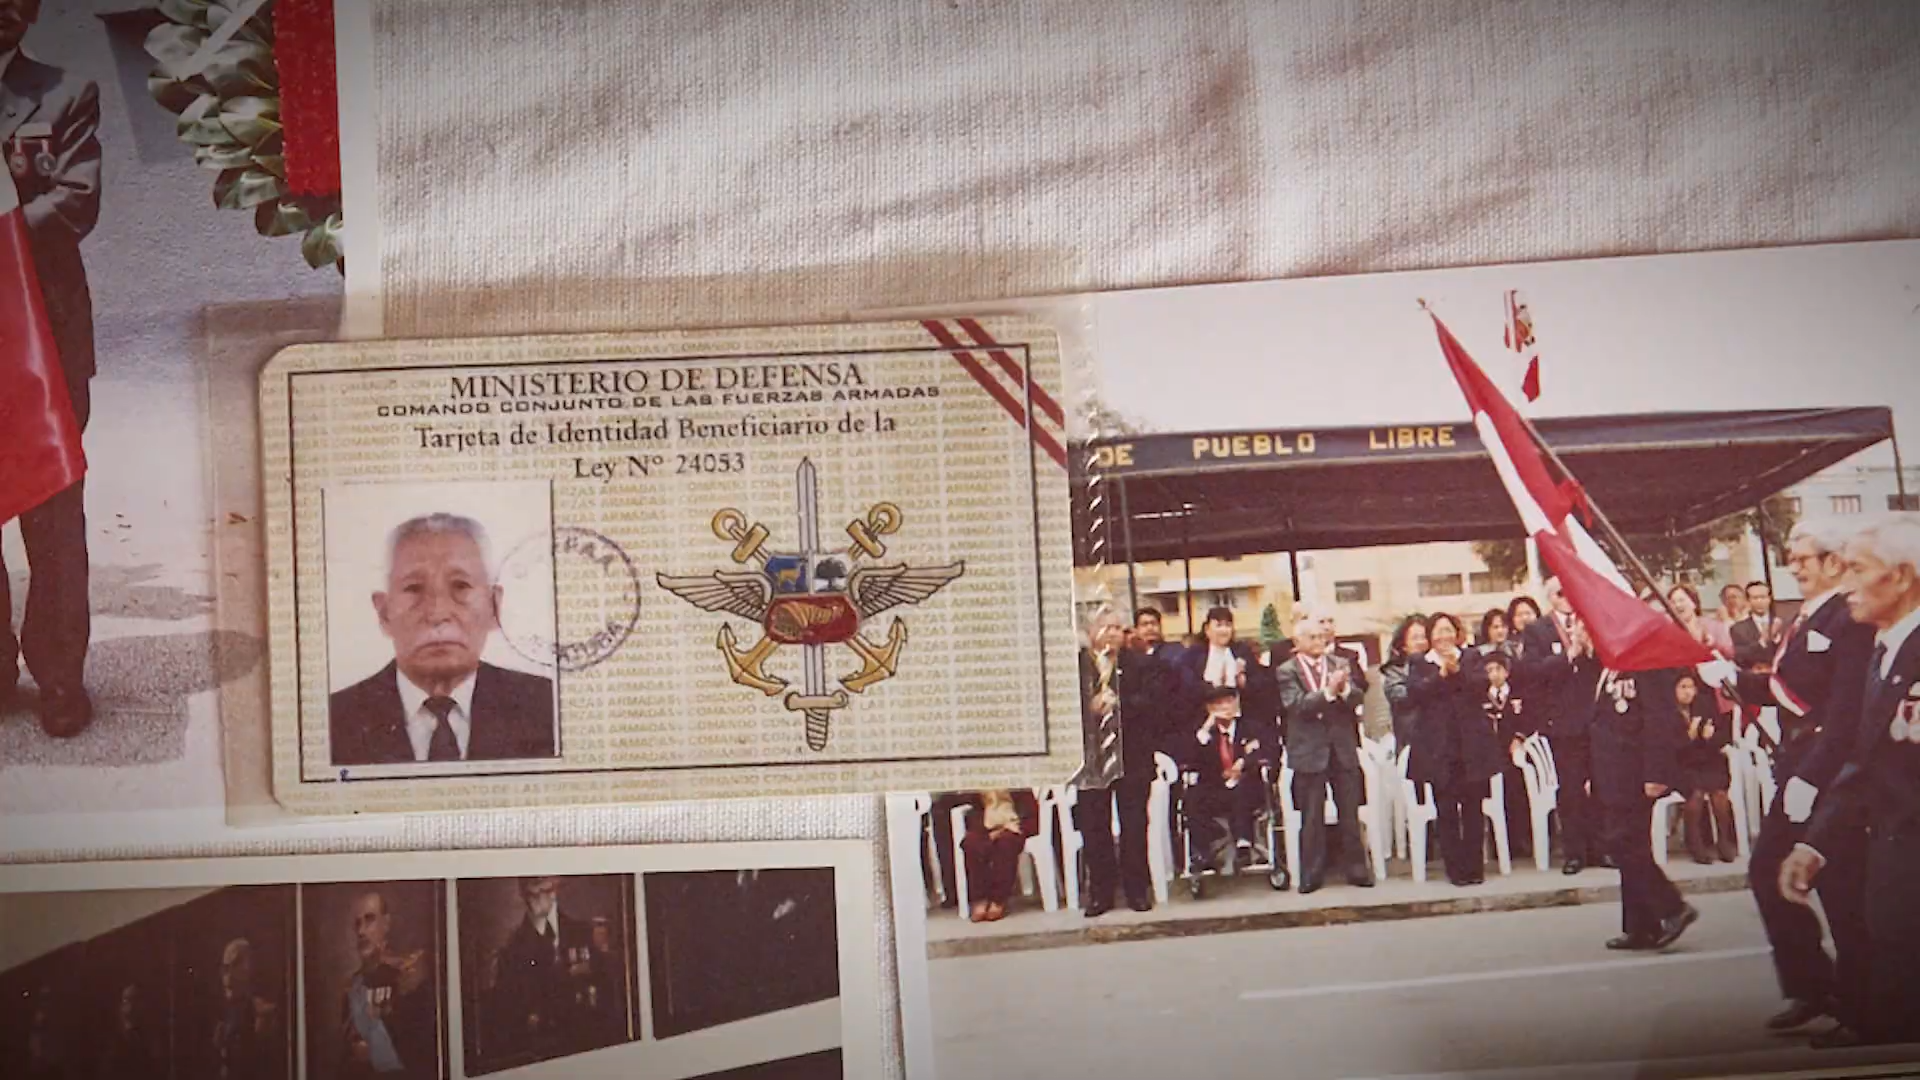 MINISTERIO DE DEFENSA
COMANDO CONJUNTO DE LAS FUERZAS ARMADAS
Tarjeta de Identidad Beneficiario de la
Ley Nº 24053
DE PUEBLO LIBRE